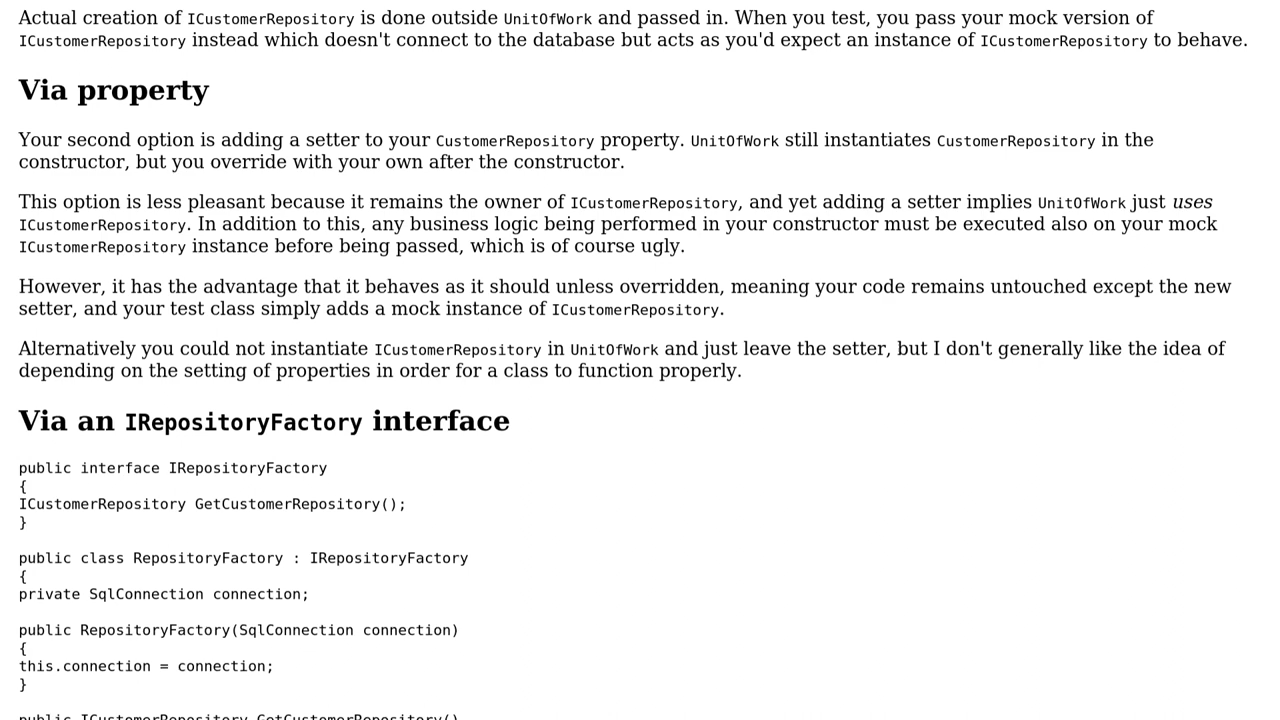 Actual creation of ICustomerRepository is done outside UnitOfWork and passed in. When you test, you pass your mock version of
ICustomerRepository instead which doesn't connect to the database but acts as you'd expect an instance of ICustomerRepository to behave.
Via property
Your second option is adding a setter to your CustomerRepository property. UnitOfWork still instantiates CustomerRepository in the
constructor, but you override with your own after the constructor.
This option is less pleasant because it remains the owner of ICustomerRepository, and yet adding a setter implies UnitOfWork just uses
ICustomerRepository. In addition to this, any business logic being performed in your constructor must be executed also on your mock
ICustomerRepository instance before being passed, which is of course ugly.
However, it has the advantage that it behaves as it should unless overridden, meaning your code remains untouched except the new
setter, and your test class simply adds a mock instance of ICustomerRepository.
Alternatively you could not instantiate ICustomerRepository in UnitOfWork and just leave the setter, but I don't generally like the idea of
depending on the setting of properties in order for a class to function properly.
Via an IRepositoryFactory interface
public interface IRepositoryFactory
{
ICustomerRepository GetCustomerRepository();
}
public class RepositoryFactory : IRepositoryFactory
{
private SqlConnection connection;
public RepositoryFactory(SqlConnection connection)
{
this.connection = connection;
}
public ICustomerRepository GetCustomerRepository()